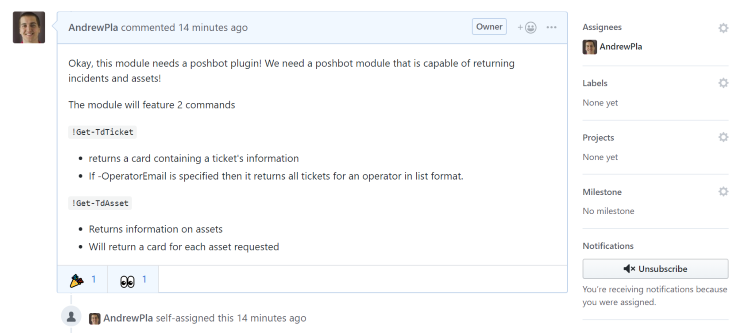 AndrewPla commented 14 minutes ago
Owner
Okay, this module needs a poshbot plugin! We need a poshbot module that is capable of returning
incidents and assets!
The module will feature 2 commands
!Get-TdTicket
• returns a card containing a ticket's information
• If -OperatorEmail is specified then it returns all tickets for an operator in list format.
!Get-TdAsset
• Returns information on assets
• Will return a card for each asset requested
1
1
AndrewPla self-assigned this 14 minutes ago
Assignees
AndrewPla
Labels
None yet
Projects
None yet
Milestone
No milestone
Notifications
Unsubscribe
You're receiving notifications because
you were assigned.